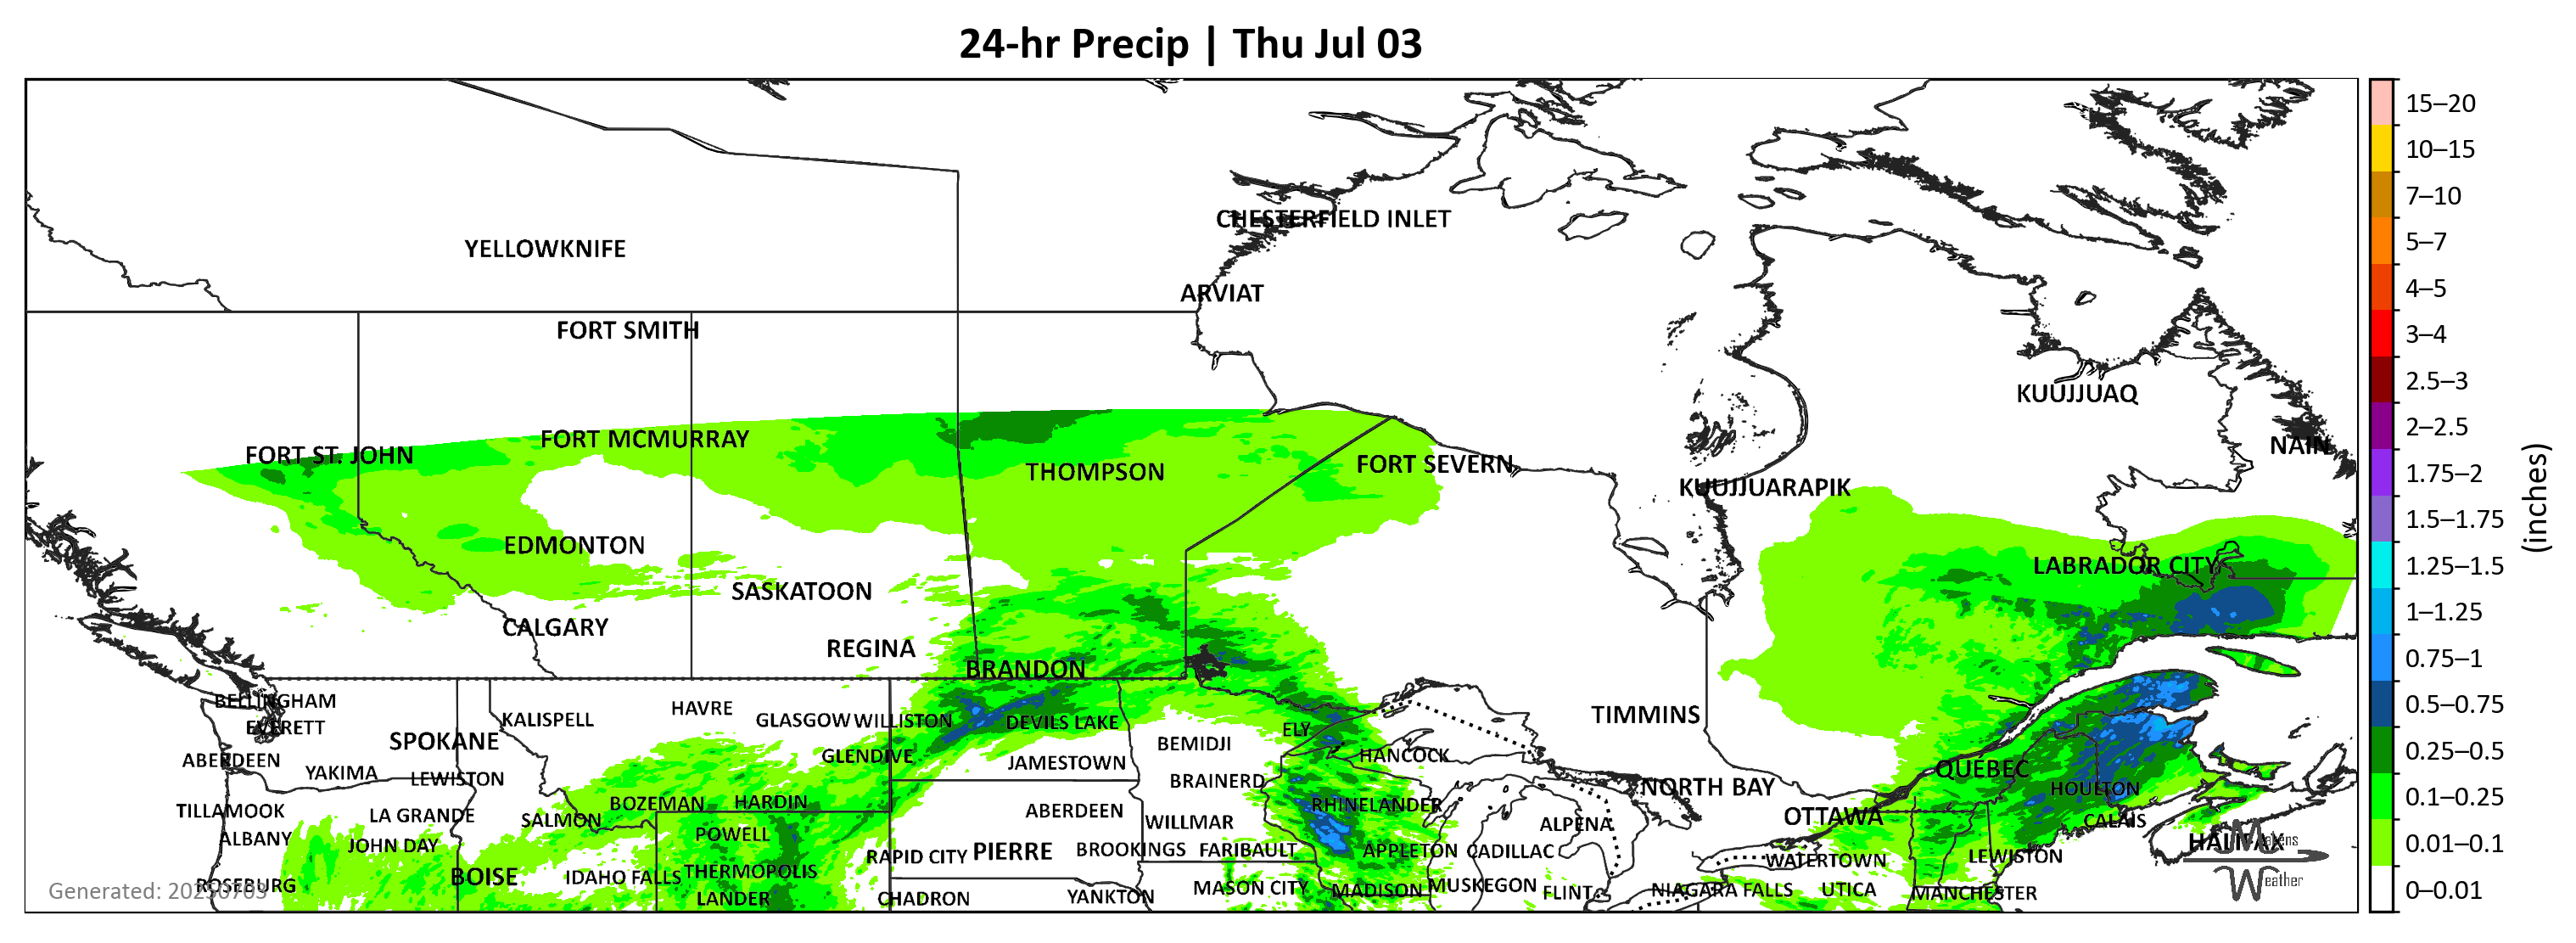 24-hr Precip | Thu Jul 03
CHESTERFIELD INLET
YELLOWKNIFE
ARVIAT
FORT SMITH
KUUJJUAQ
FORT ST. JOHN
FORT MCMURRAY
NAIN
THOMPSON
FORT SEVERN
KUUJJUARAPIK
EDMONTON
LABRADOR CITY
SASKATOON
CALGARY
REGINA
BRANDON
BELLINGHAM
KALISPELL
HAVRE
GLASGOW
WILLISTON
DEVILS LAKE
TIMMINS
EVERETT
ELY
SPOKANE
BEMIDJI
ABERDEEN
GLENDIVE
JAMESTOWN
HANCOCK
QUÉBEC
YAKIMA
LEWISTON
BRAINERD
NORTH BAY
HOULTON
TILLAMOOK
LA GRANDE
SALMON
BOZEMAN
HARDIN
ABERDEEN
WILLMAR
RHINELANDER
OTTAWA
CALAIS
ALBANY
JOHN DAY
POWELL
ALPENA
HALIFAX
RAPID CITY
PIERRE
BROOKINGS
FARIBAULT
APPLETON
CADILLAC
WATERTOWN
LEWISTON
ROSEBURG
BOISE
IDAHO FALLS
THERMOPOLIS
LANDER
CHADRON
YANKTON
MASON CITY
MADISON
MUSKEGON
FLINT
NIAGARA FALLS
UTICA
MANCHESTER
Weather
Generated: 20250703
15–20
10–15
7–10
5–7
4–5
3–4
2.5–3
2–2.5
1.75–2
1.5–1.75
1.25–1.5
1–1.25
0.75–1
0.5–0.75
0.25–0.5
0.1–0.25
0.01–0.1
0–0.01
(inches)